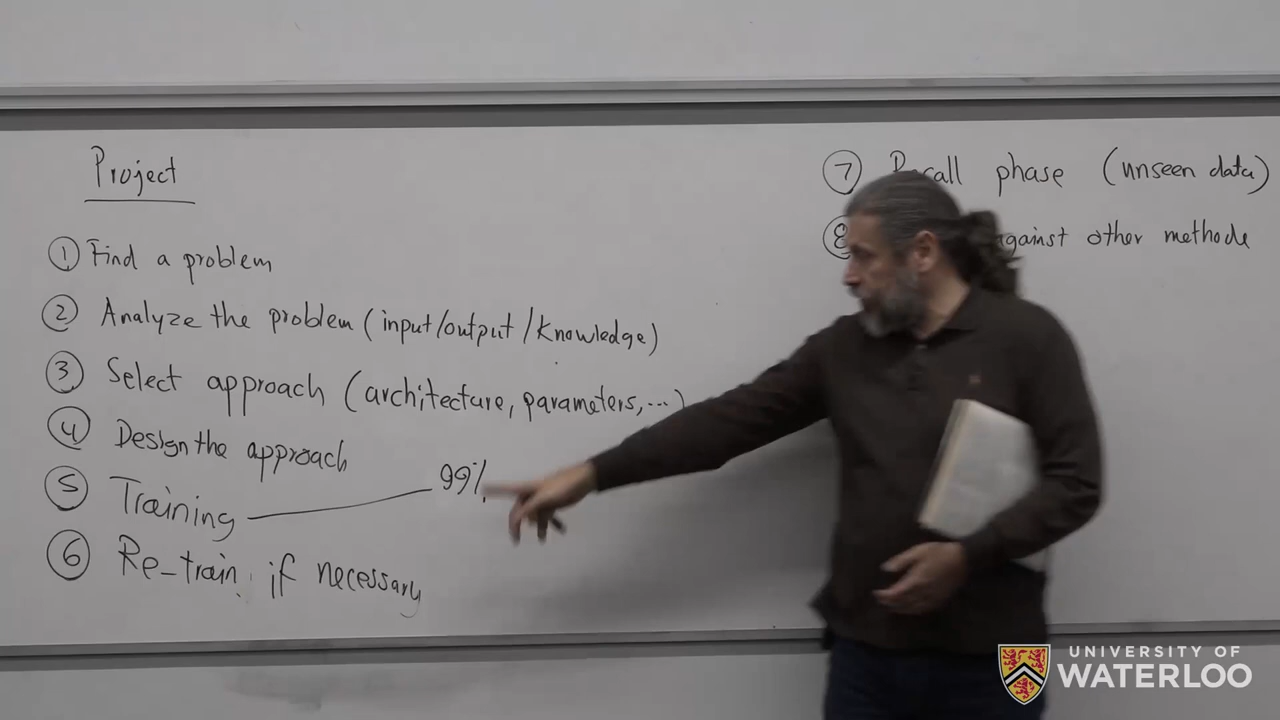 Project
① Find a problem
② Analyze the problem (input/output/knowledge)
③ Select approach (architecture, parameters, ...)
④ Design the approach
⑤ Training — 99%
⑥ Re-train if necessary
⑦ Recall phase (unseen data)
⑧ against other methods
UNIVERSITY OF
WATERLOO